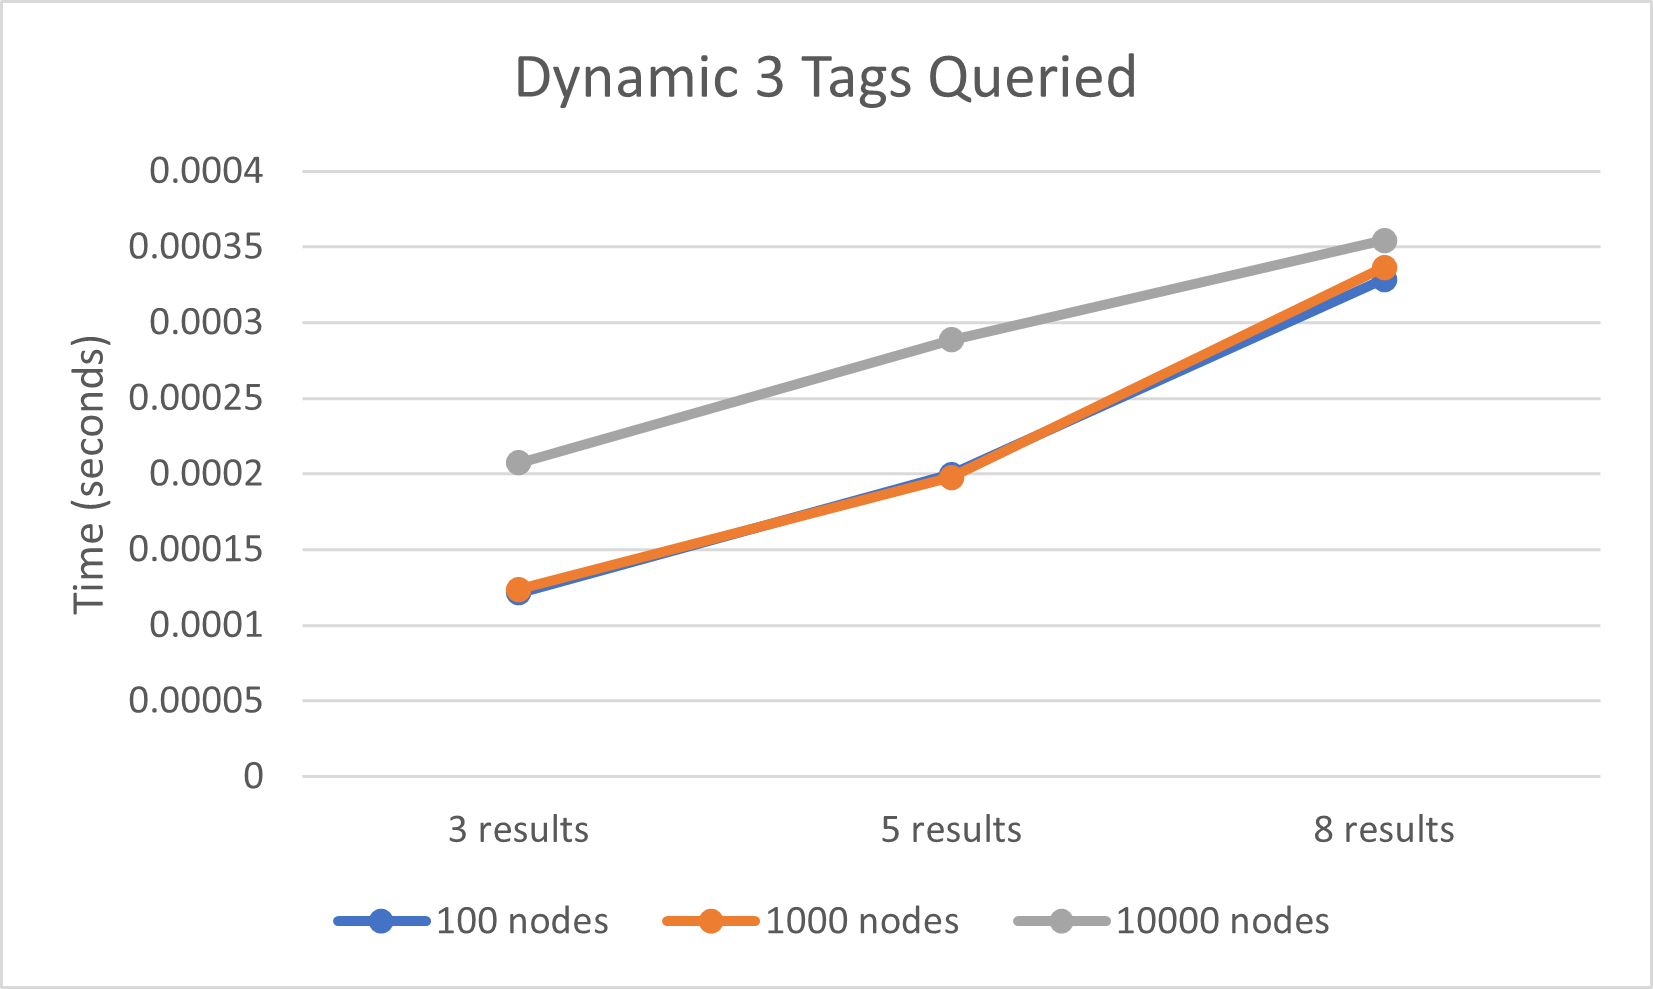 Dynamic 3 Tags Queried
0.0004
0.00035
0.0003
0.00025
0.0002
0.00015
0.0001
0.00005
0
Time (seconds)
3 results
5 results
8 results
100 nodes
1000 nodes
10000 nodes